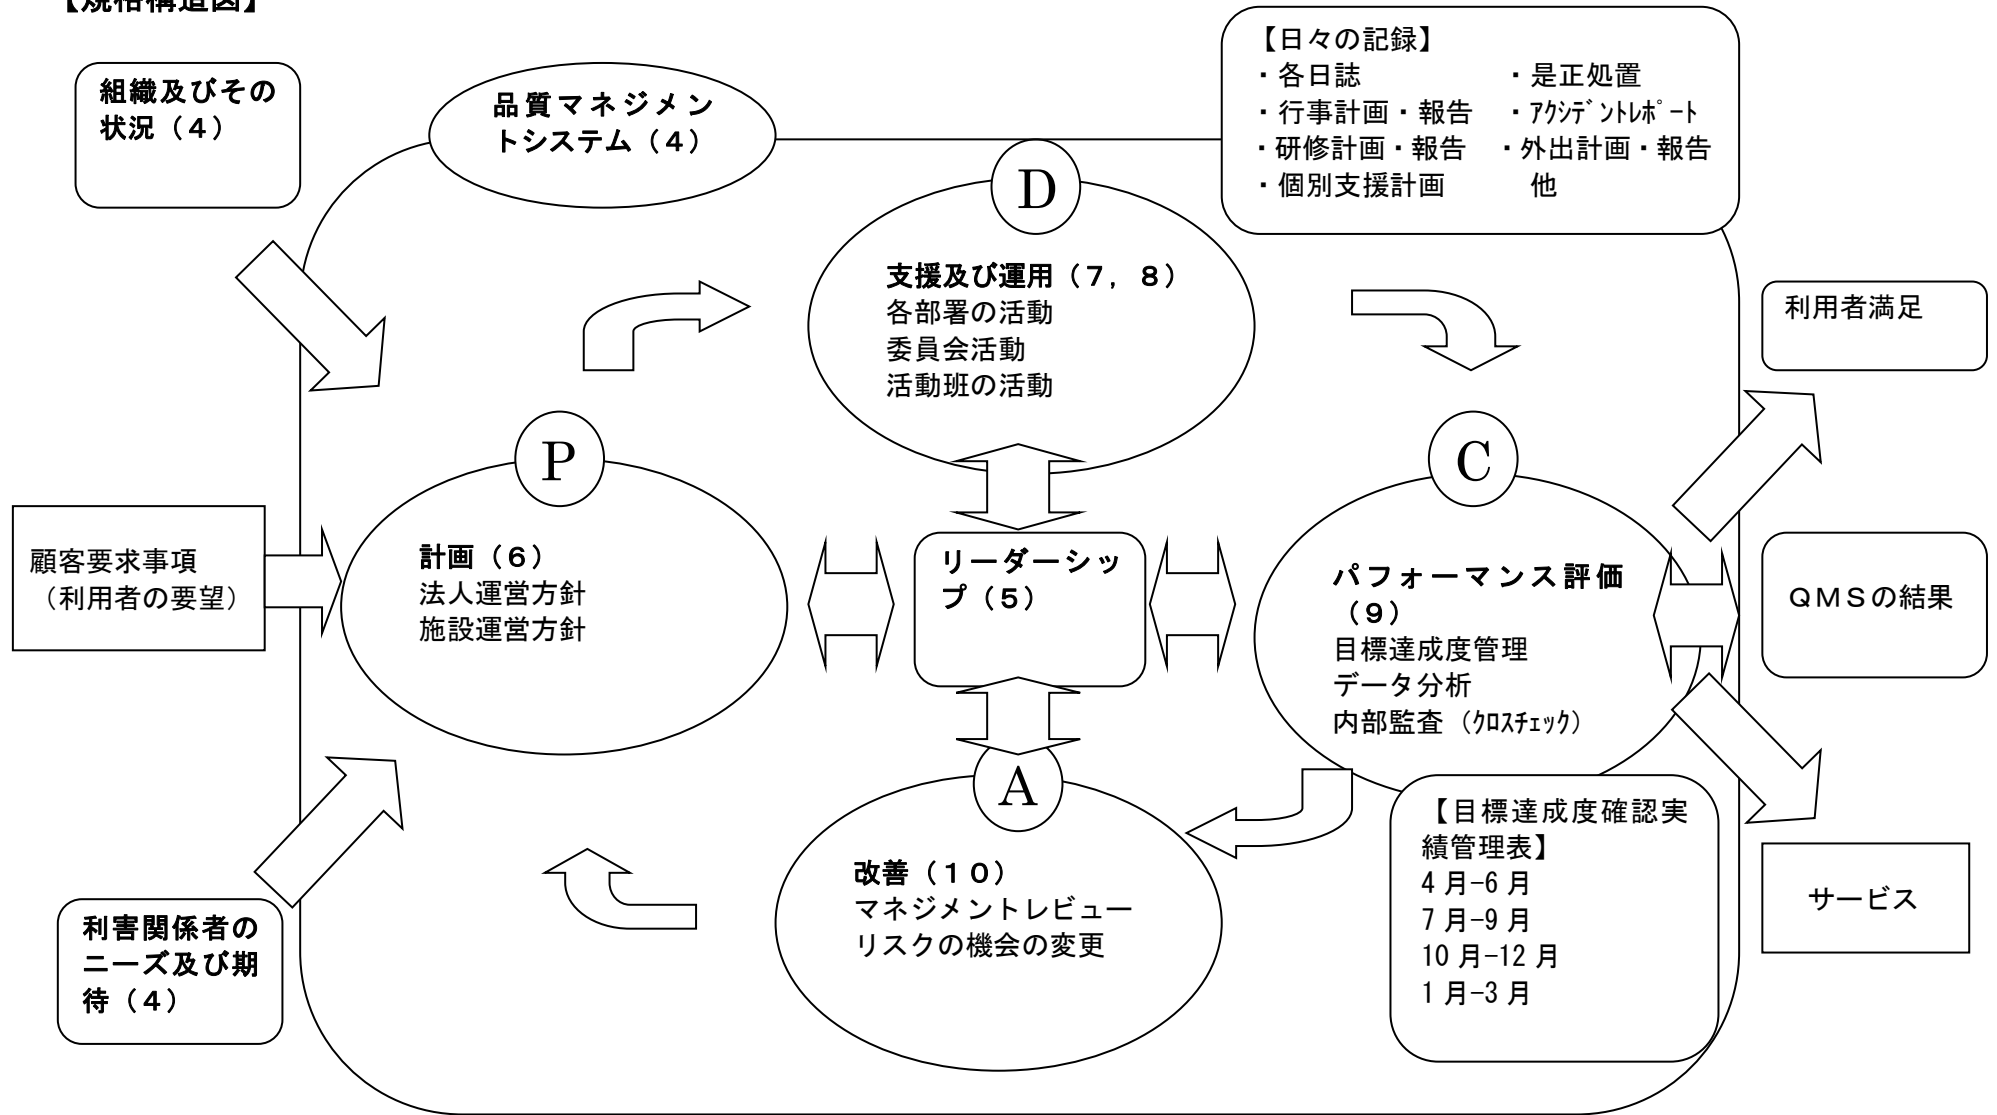 【規格構造図】
組織及びその
状況（４）
品質マネジメン
トシステム（４）
【日々の記録】
・各日誌　・是正処置
・行事計画・報告　・ｱｸｼﾃﾞﾝﾄﾚﾎﾟｰﾄ
・研修計画・報告　・外出計画・報告
・個別支援計画　他
D
支援及び運用（７，８）
各部署の活動
委員会活動
活動班の活動
利用者満足
P
計画（６）
法人運営方針
施設運営方針
顧客要求事項
（利用者の要望）
リーダーシッ
プ（５）
C
パフォーマンス評価
（９）
目標達成度管理
データ分析
内部監査（ｸﾛｽﾁｪｯｸ）
ＱＭＳの結果
A
改善（１０）
マネジメントレビュー
リスクの機会の変更
【目標達成度確認実
績管理表】
4 月-6 月
7 月-9 月
10 月-12 月
1 月-3 月
サービス
利害関係者の
ニーズ及び期
待（４）